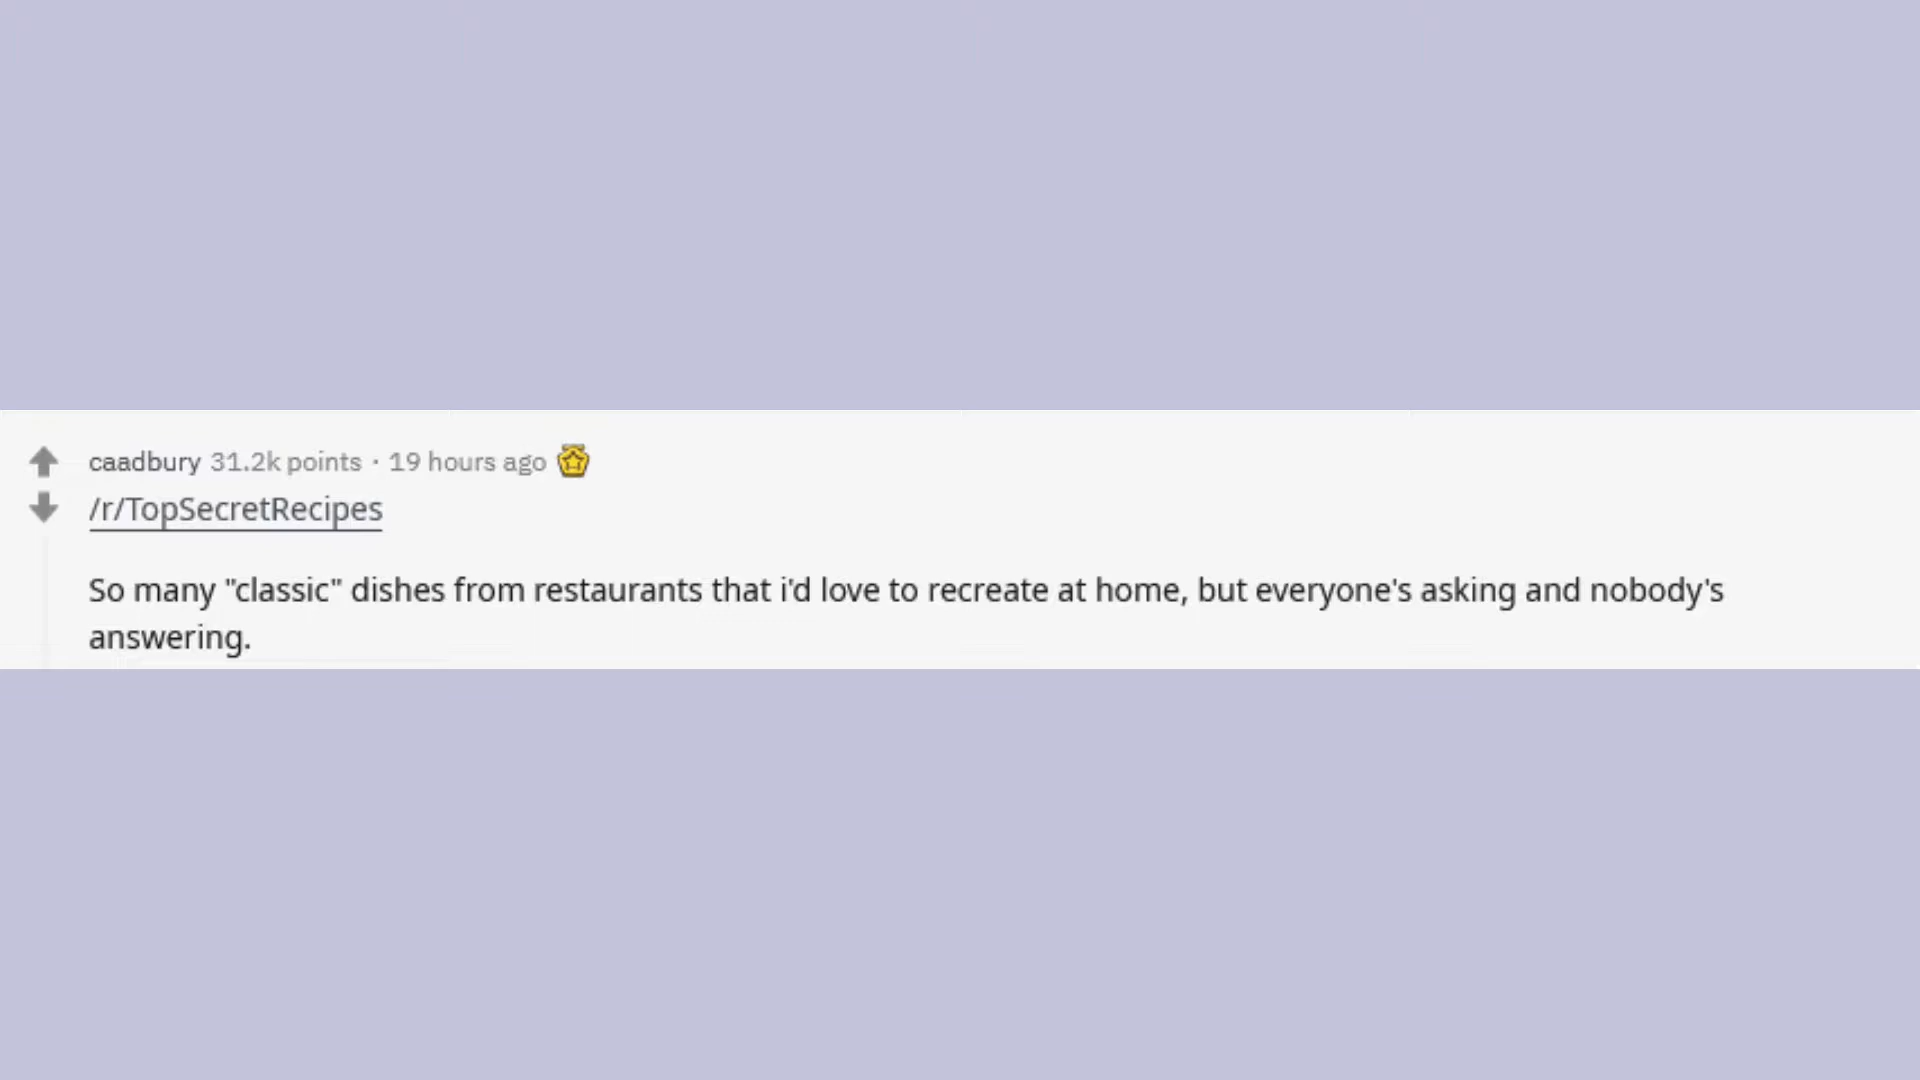 caadbury 31.2k points · 19 hours ago
/r/TopSecretRecipes
So many "classic" dishes from restaurants that i'd love to recreate at home, but everyone's asking and nobody's
answering.